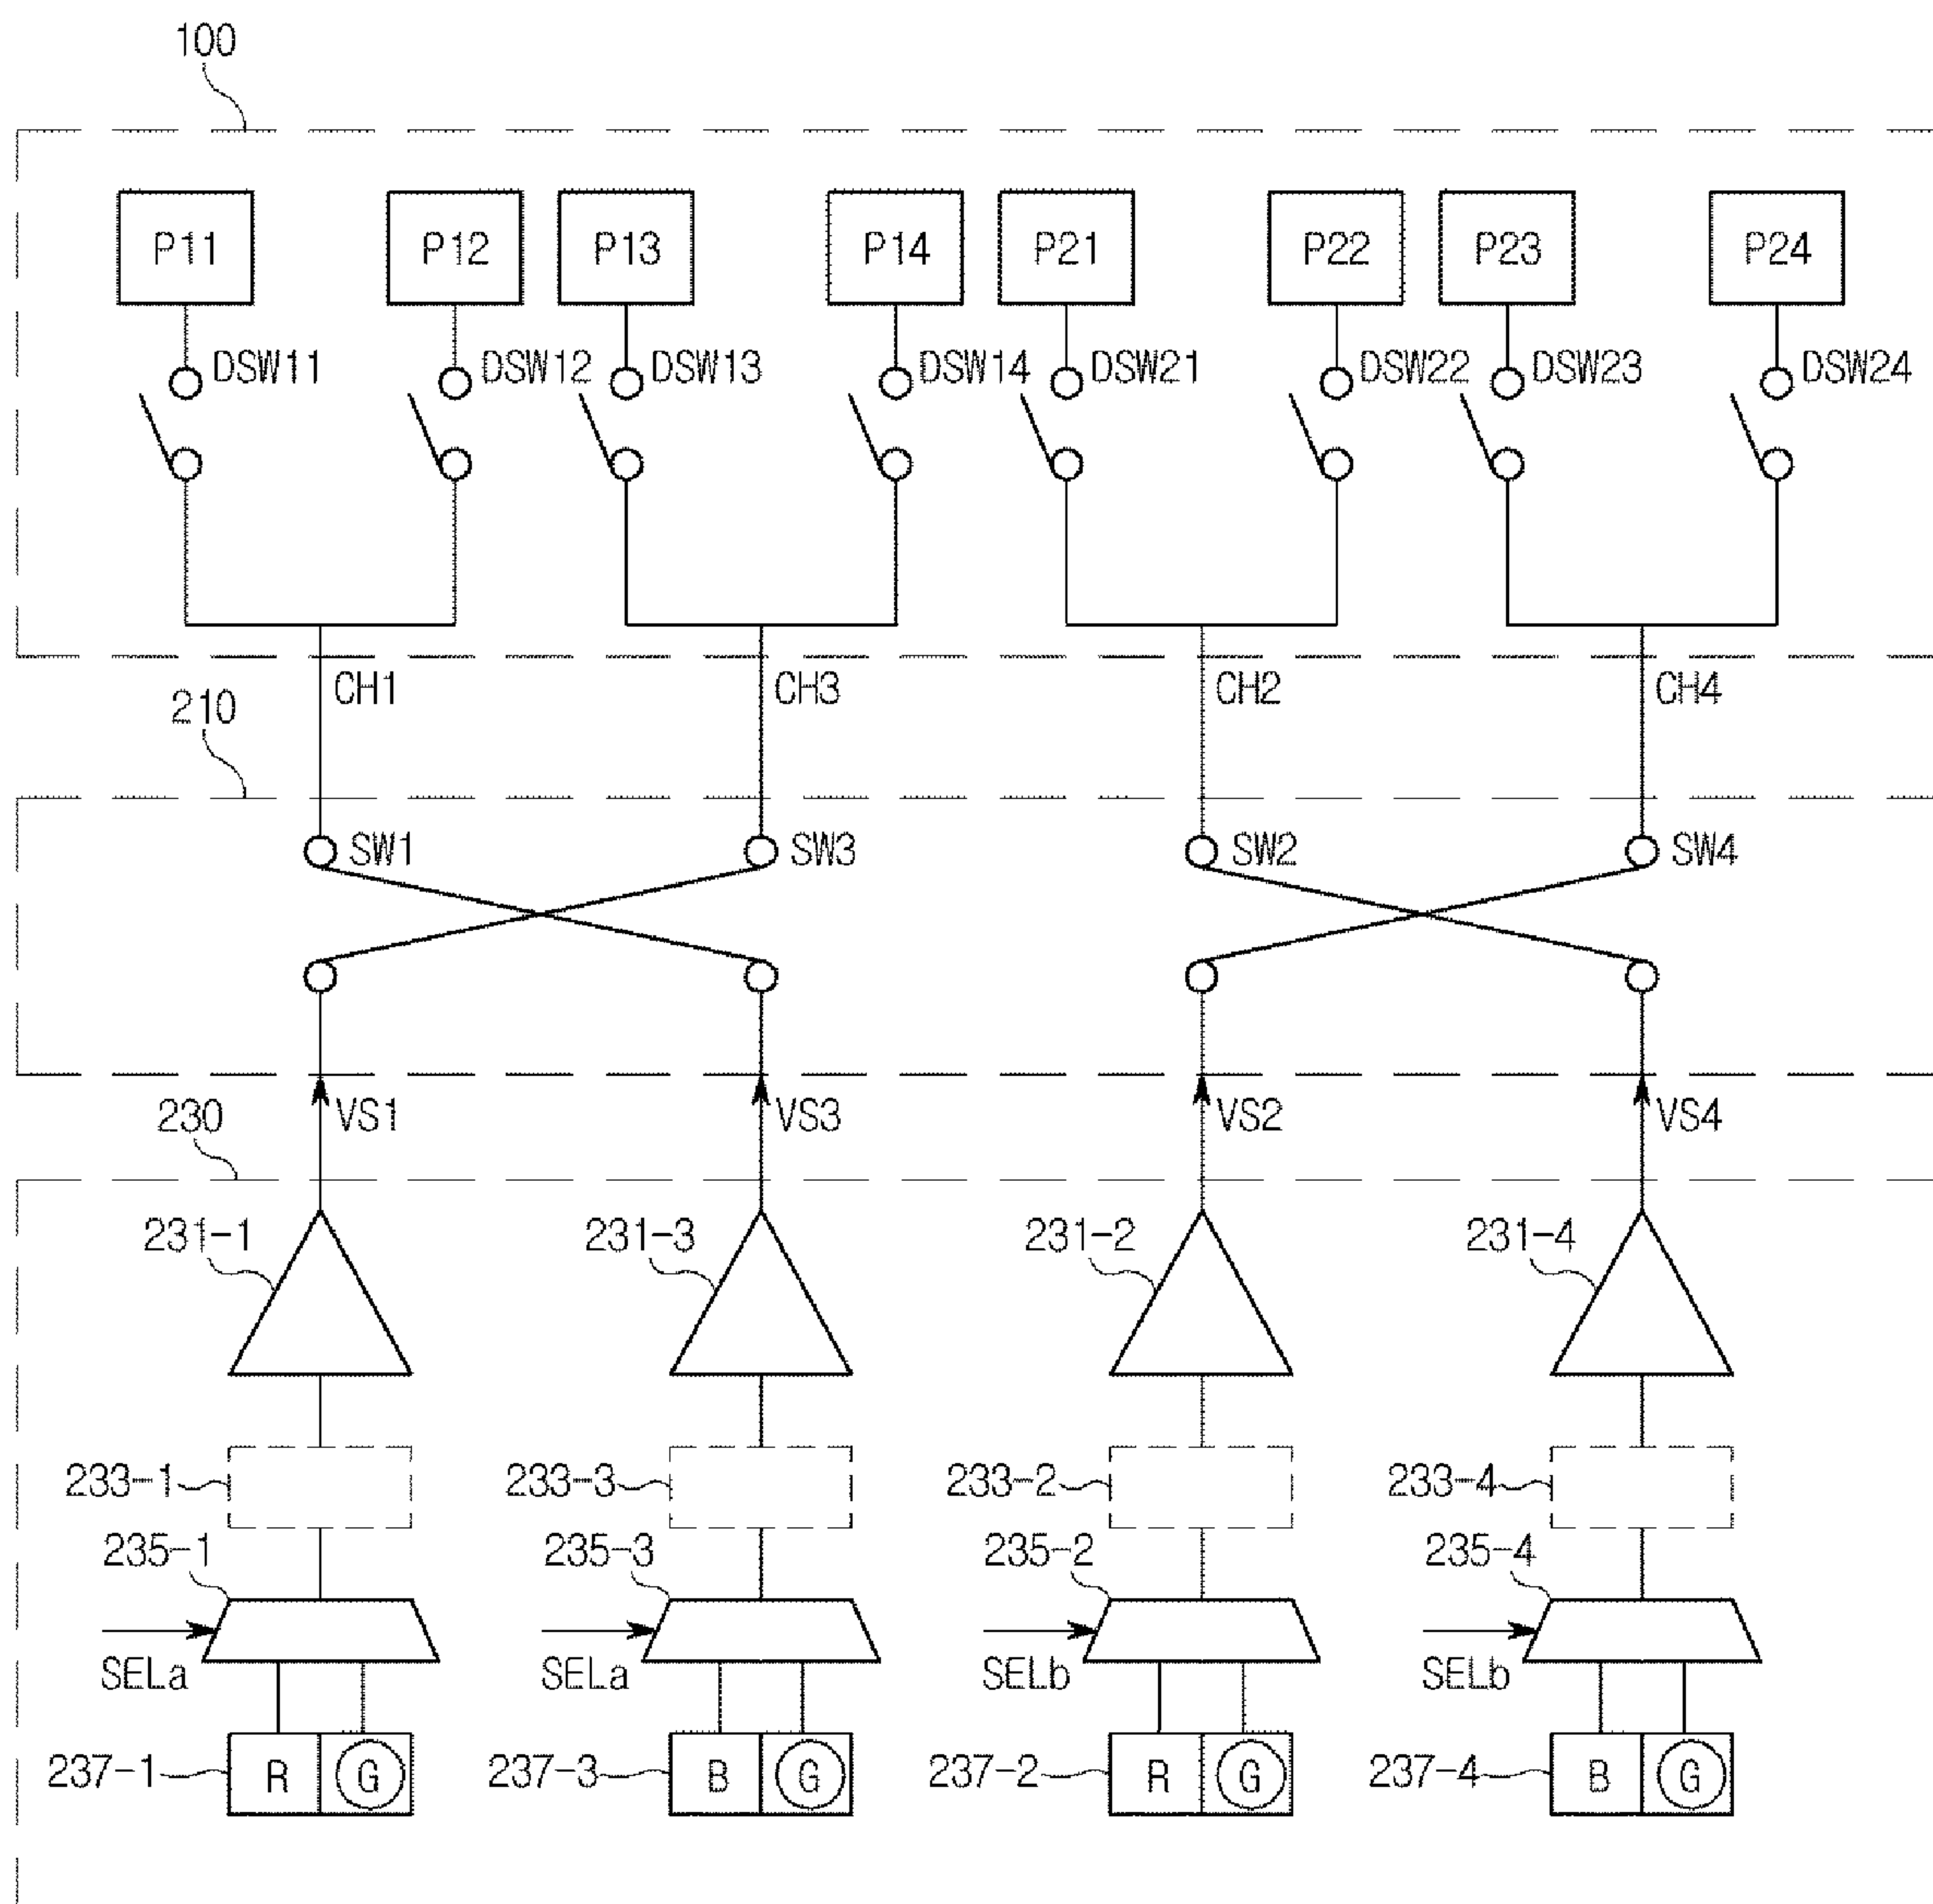 100
P11 P12 P13 P14 P21 P22 P23 P24
DSW11 DSW12 DSW13 DSW14 DSW21 DSW22 DSW23 DSW24
CH1 CH3 CH2 CH4
210
SW1 SW3 SW2 SW4
230
VS1 VS3 VS2 VS4
231-1 231-3 231-2 231-4
233-1 233-3 233-2 233-4
235-1 235-3 235-2 235-4
SELa SELa SELb SELb
237-1 R G 237-3 B G 237-2 R G 237-4 B G